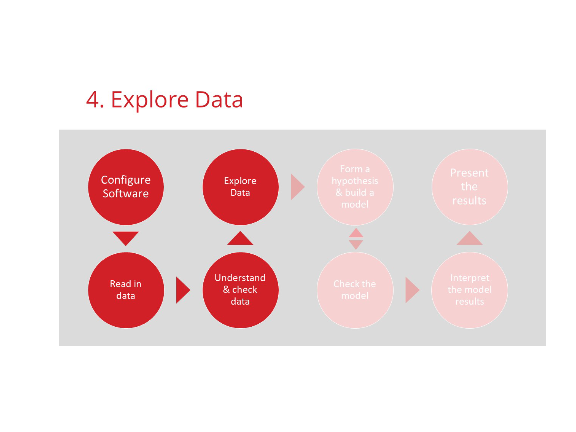 4. Explore Data
Configure
Software
Explore
Data
Form a
hypothesis
& build a
model
Present
the
results
Read in
data
Understand
& check
data
Check the
model
Interpret
the model
results